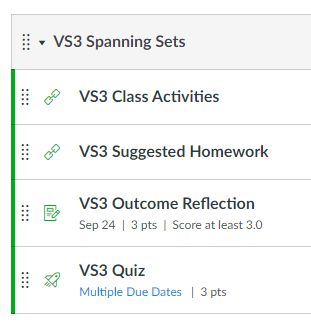 VS3 Spanning Sets
VS3 Class Activities
VS3 Suggested Homework
VS3 Outcome Reflection
Sep 24 | 3 pts | Score at least 3.0
VS3 Quiz
Multiple Due Dates | 3 pts